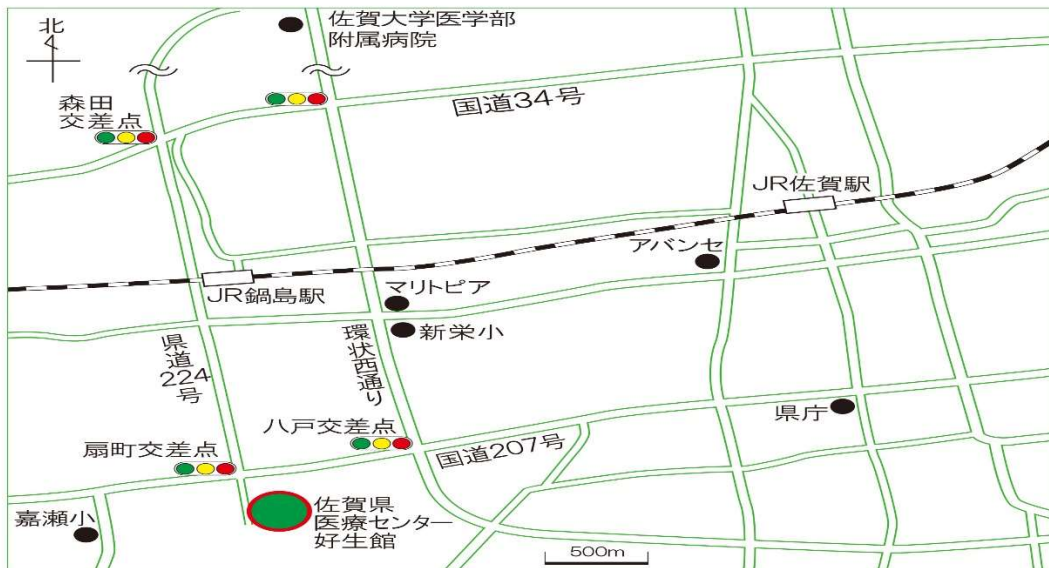 北
佐賀大学医学部
附属病院
森田
交差点
国道34号
JR佐賀駅
アバンセ
JR鍋島駅
マリトピア
新栄小
県道224号
環状西通り
県庁
八戸交差点
国道207号
扇町交差点
嘉瀬小
佐賀県
医療センター
好生館
500m